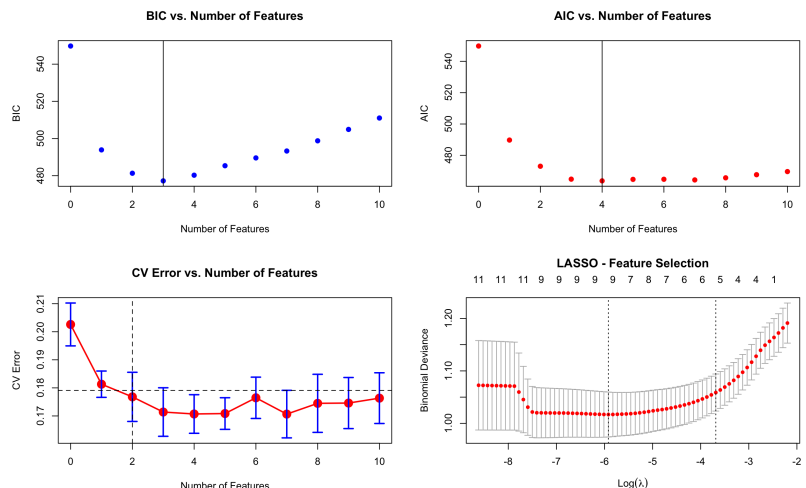 BIC vs. Number of Features
BIC
540
520
500
480
0 2 4 6 8 10
Number of Features
AIC vs. Number of Features
AIC
540
520
500
480
0 2 4 6 8 10
Number of Features
CV Error vs. Number of Features
CV Error
0.21
0.20
0.19
0.18
0.17
0 2 4 6 8 10
Number of Features
LASSO - Feature Selection
11 11 11 9 9 9 9 9 7 8 7 6 6 5 4 4 1
Binomial Deviance
1.20
1.10
1.00
-8 -7 -6 -5 -4 -3 -2
Log(λ)